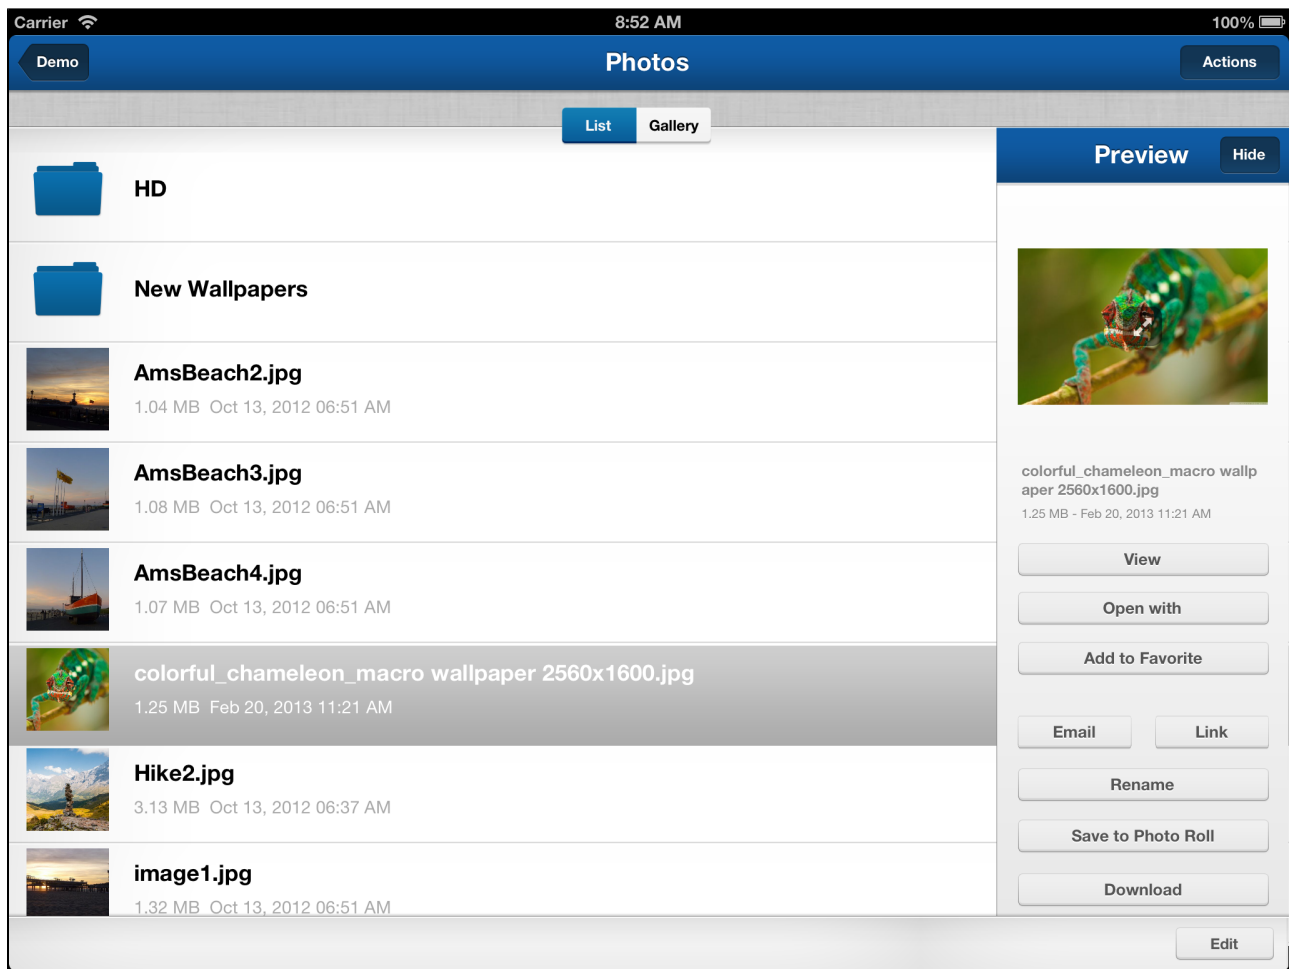 Carrier 8:52 AM 100%
Demo Photos Actions
List Gallery
Preview Hide
HD
New Wallpapers
AmsBeach2.jpg
1.04 MB Oct 13, 2012 06:51 AM
AmsBeach3.jpg
1.08 MB Oct 13, 2012 06:51 AM
AmsBeach4.jpg
1.07 MB Oct 13, 2012 06:51 AM
colorful_chameleon_macro wallpaper 2560x1600.jpg
1.25 MB Feb 20, 2013 11:21 AM
Hike2.jpg
3.13 MB Oct 13, 2012 06:37 AM
image1.jpg
1.32 MB Oct 13, 2012 06:51 AM
colorful_chameleon_macro wallp
aper 2560x1600.jpg
1.25 MB - Feb 20, 2013 11:21 AM
View
Open with
Add to Favorite
Email Link
Rename
Save to Photo Roll
Download
Edit